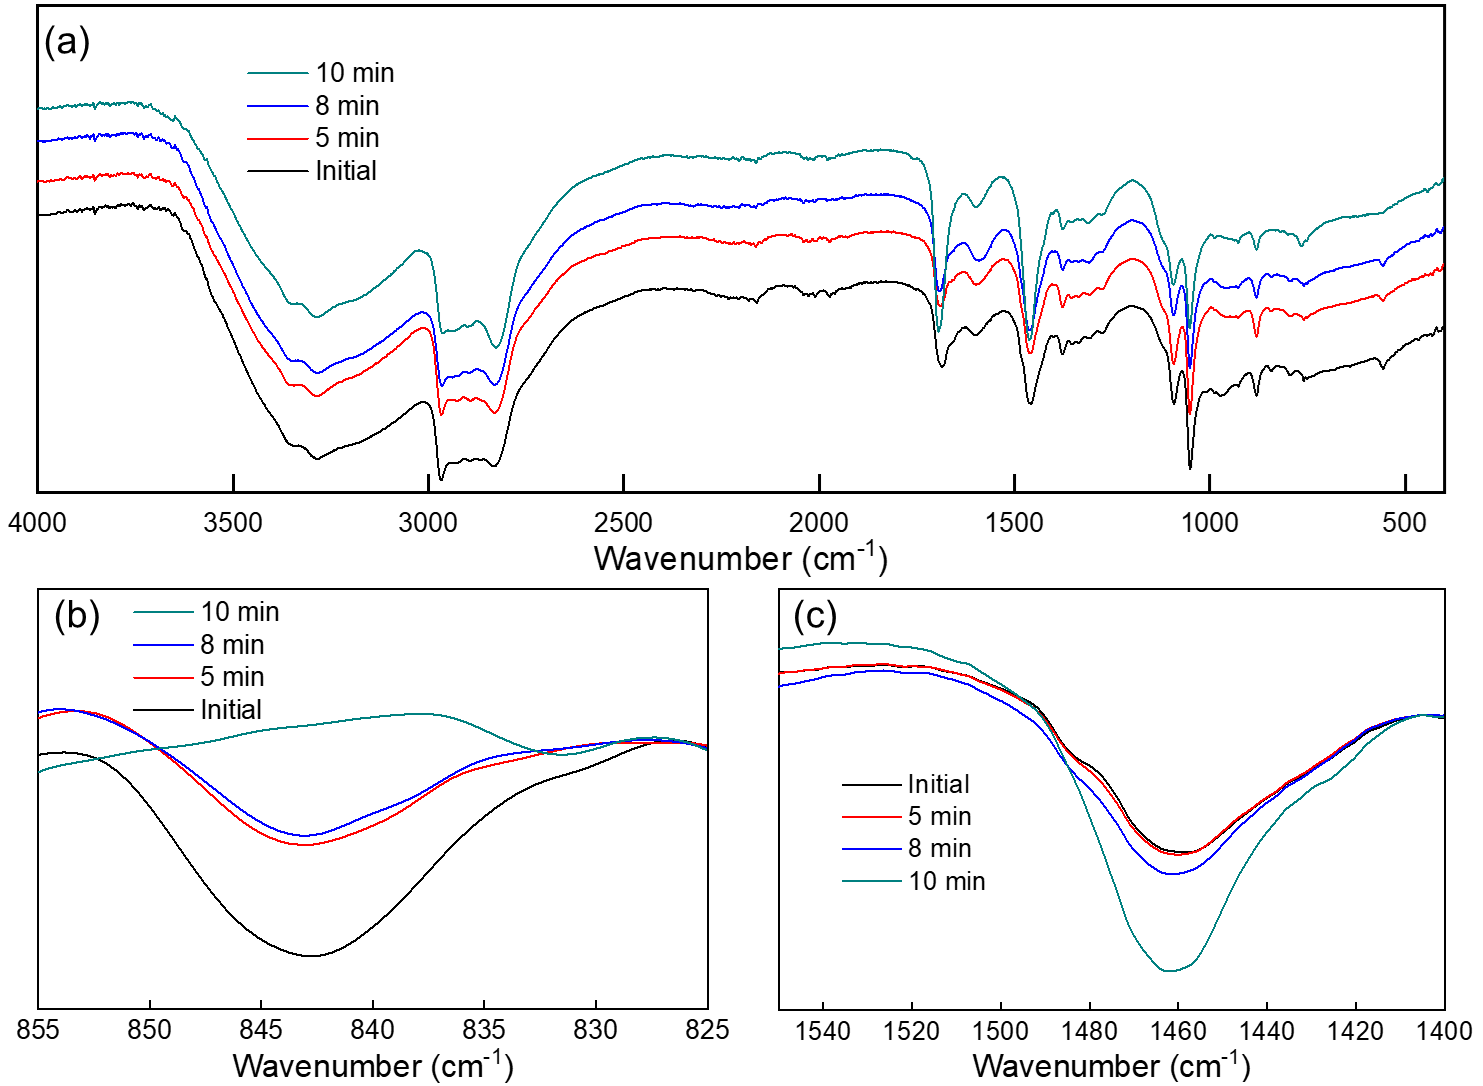 (a)
10 min
8 min
5 min
Initial
4000 3500 3000 2500 2000 1500 1000 500
Wavenumber (cm-1)
(b)
10 min
8 min
5 min
Initial
855 850 845 840 835 830 825
Wavenumber (cm-1)
(c)
Initial
5 min
8 min
10 min
1540 1520 1500 1480 1460 1440 1420 1400
Wavenumber (cm-1)